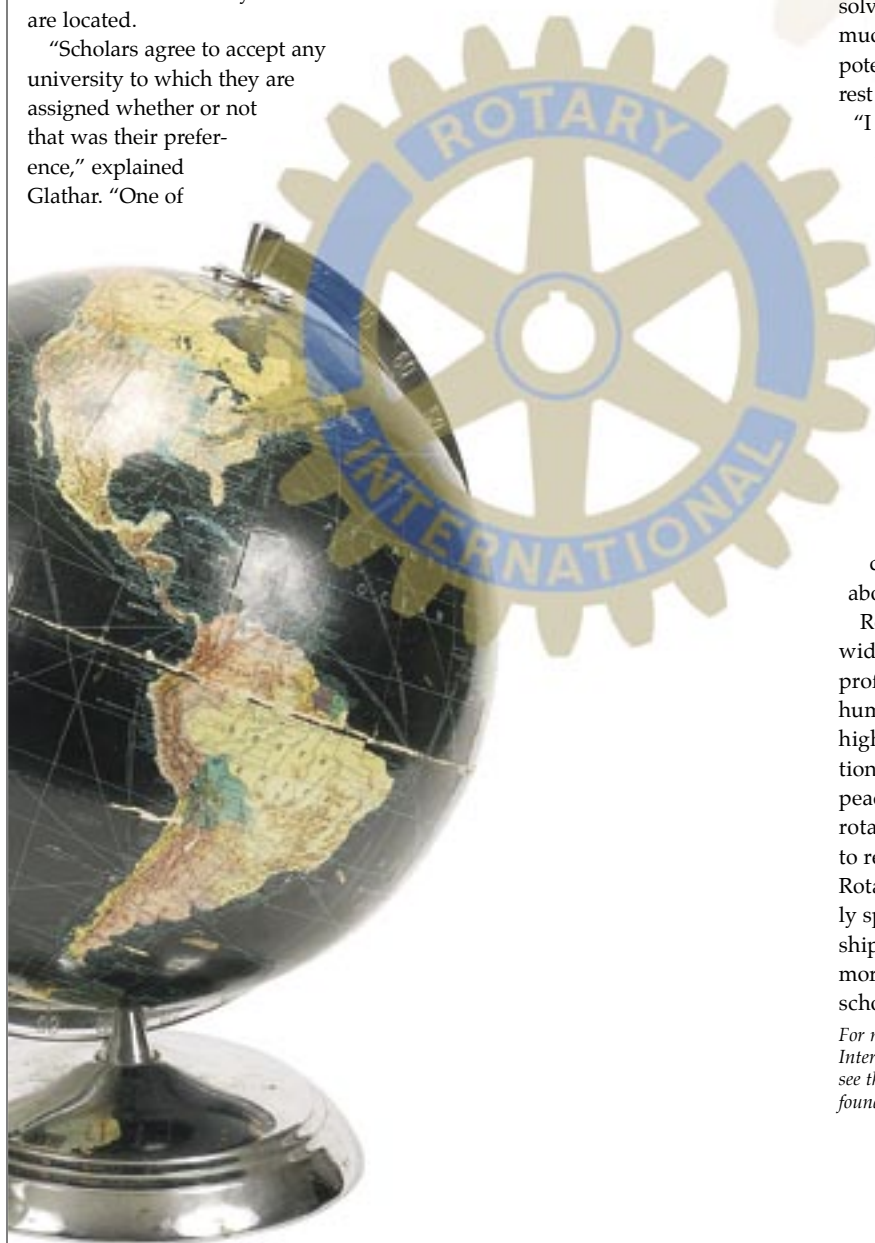 are located.
“Scholars agree to accept any
university to which they are
assigned whether or not
that was their prefer-
ence,” explained
Glathar. “One of
ROTARY
INTERNATIONAL
solv
muc
pote
rest
“I
c
abo
R
wid
prof
hum
high
tion
peac
rota
to re
Rota
ly sp
ship
mor
scho
For n
Inter
see th
found